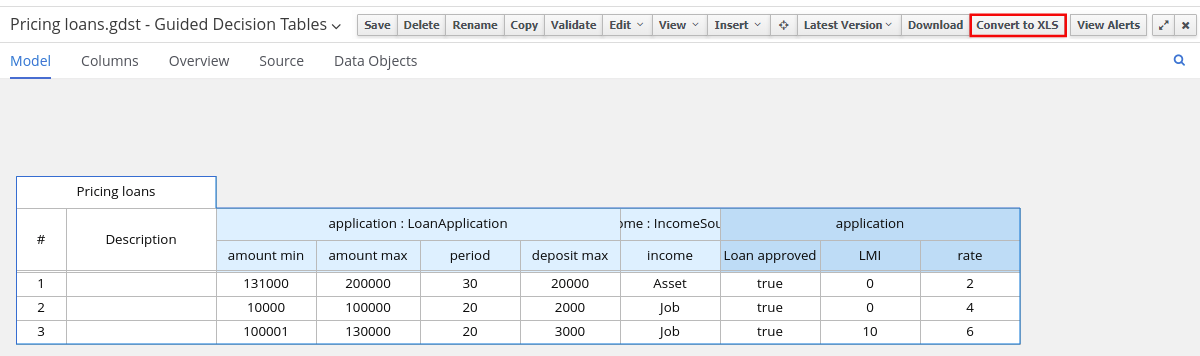 Pricing loans.gdst - Guided Decision Tables Save Delete Rename Copy Validate Edit View Insert Latest Version Download Convert to XLS View Alerts
Model Columns Overview Source Data Objects
Pricing loans
# Description application : LoanApplication ome : IncomeSou application
amount min amount max period deposit max income Loan approved LMI rate
1 131000 200000 30 20000 Asset true 0 2
2 10000 100000 20 2000 Job true 0 4
3 100001 130000 20 3000 Job true 10 6